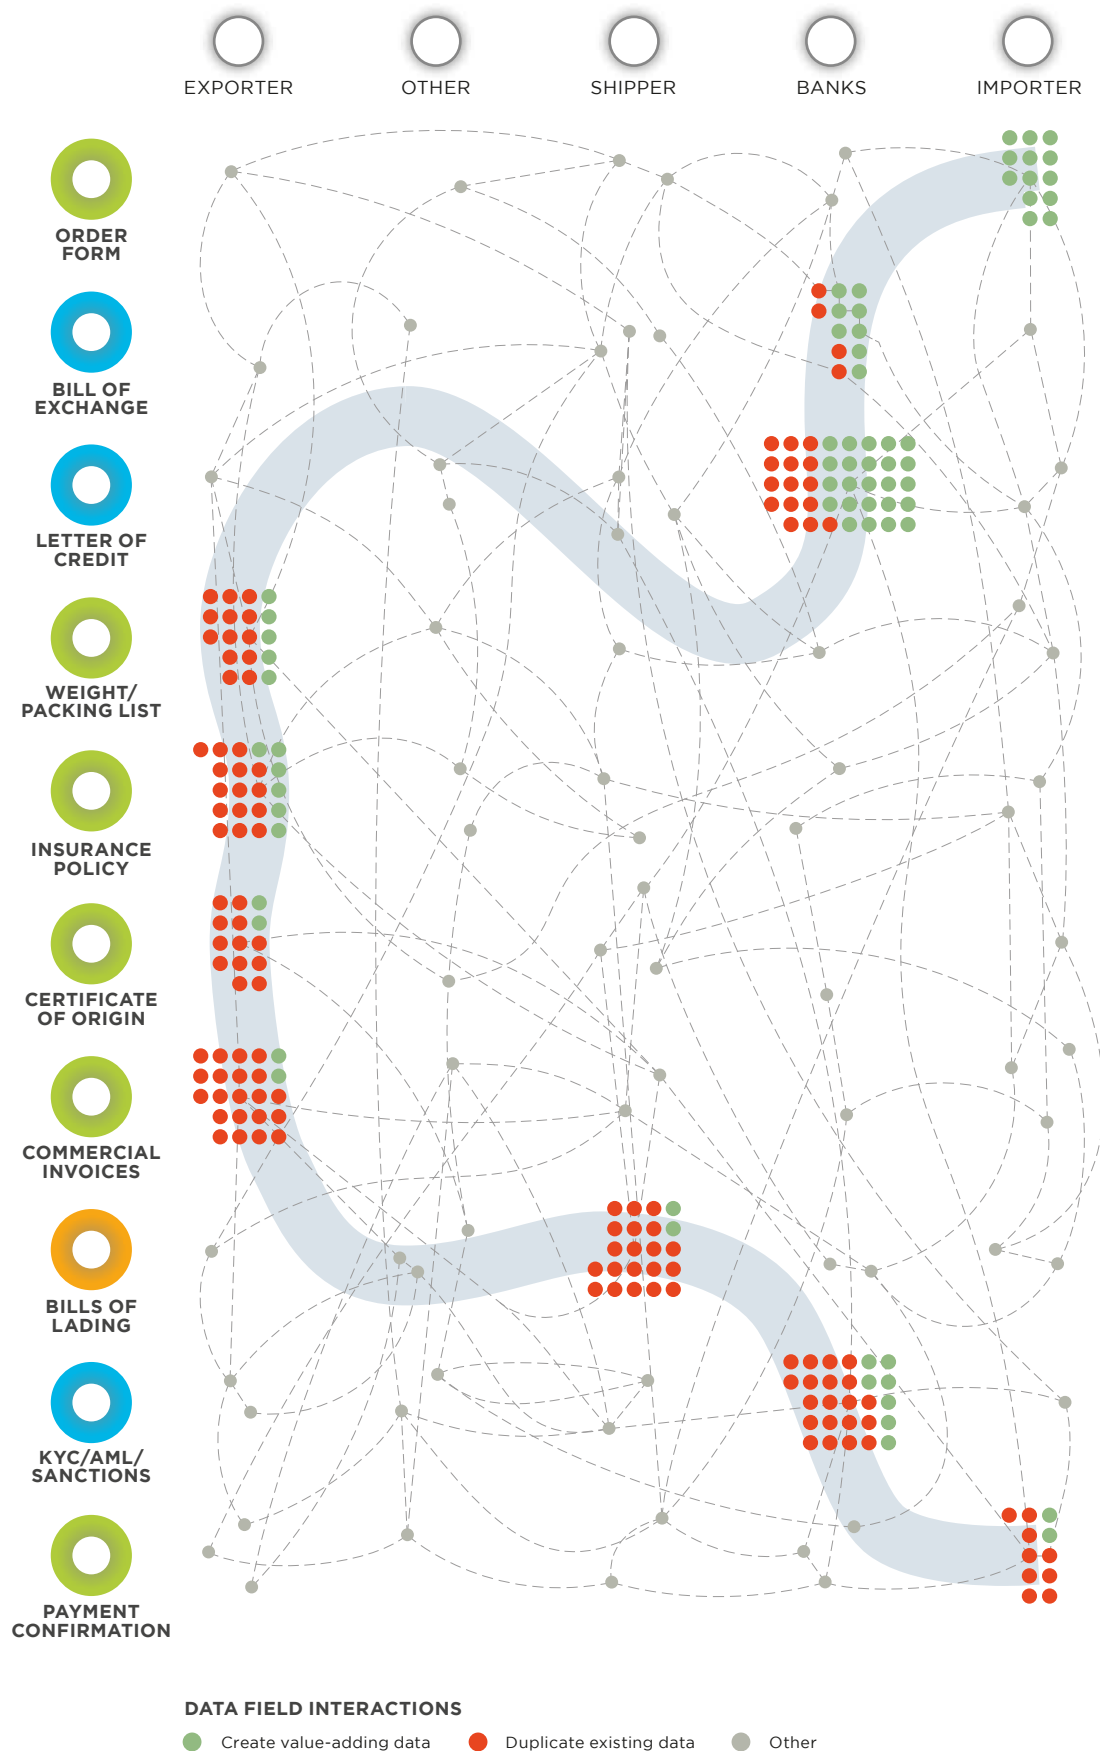 EXPORTER
OTHER
SHIPPER
BANKS
IMPORTER
ORDER
FORM
BILL OF
EXCHANGE
LETTER OF
CREDIT
WEIGHT/
PACKING LIST
INSURANCE
POLICY
CERTIFICATE
OF ORIGIN
COMMERCIAL
INVOICES
BILLS OF
LADING
KYC/AML/
SANCTIONS
PAYMENT
CONFIRMATION
DATA FIELD INTERACTIONS
Create value-adding data
Duplicate existing data
Other